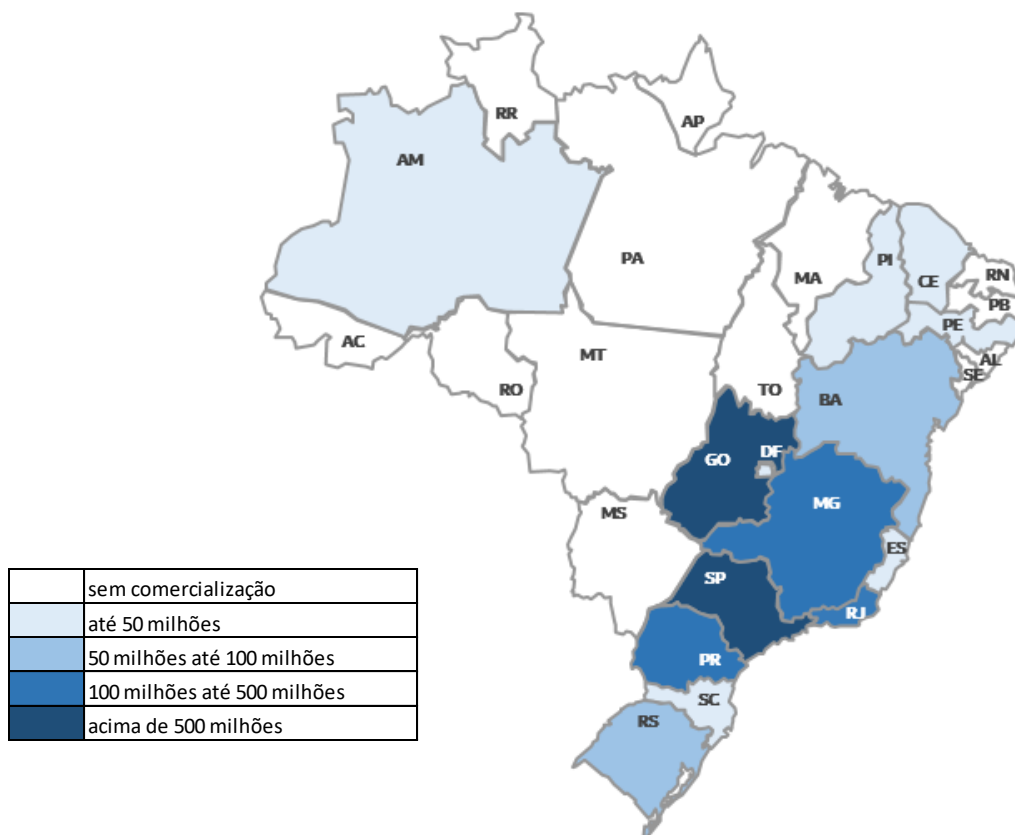 RR
AP
AM
PA
MA
PI
CE
RN
PB
PE
AL
SE
AC
RO
MT
TO
BA
GO
DF
MG
ES
MS
SP
RJ
PR
SC
RS
sem comercialização
até 50 milhões
50 milhões até 100 milhões
100 milhões até 500 milhões
acima de 500 milhões